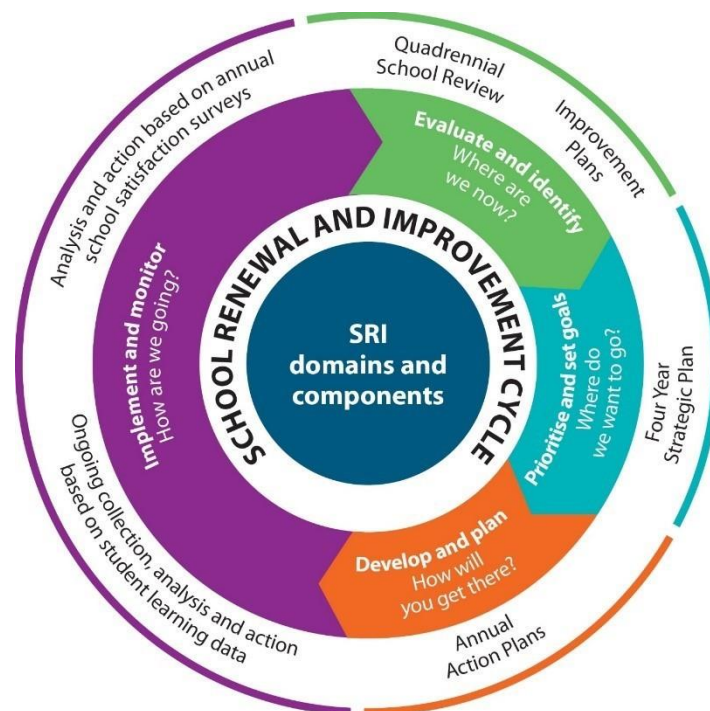 SRI
domains and
components
SCHOOL RENEWAL AND IMPROVEMENT CYCLE
Evaluate and identify
Where are
we now?
Quadrennial
School Review
Improvement
Plans
Prioritise and set goals
Where do
we want to go?
Four Year
Strategic Plan
Develop and plan
How will
you get there?
Annual
Action Plans
Implement and monitor
How are we going?
Ongoing collection, analysis and action
based on student learning data
Analysis and action based on annual
school satisfaction surveys